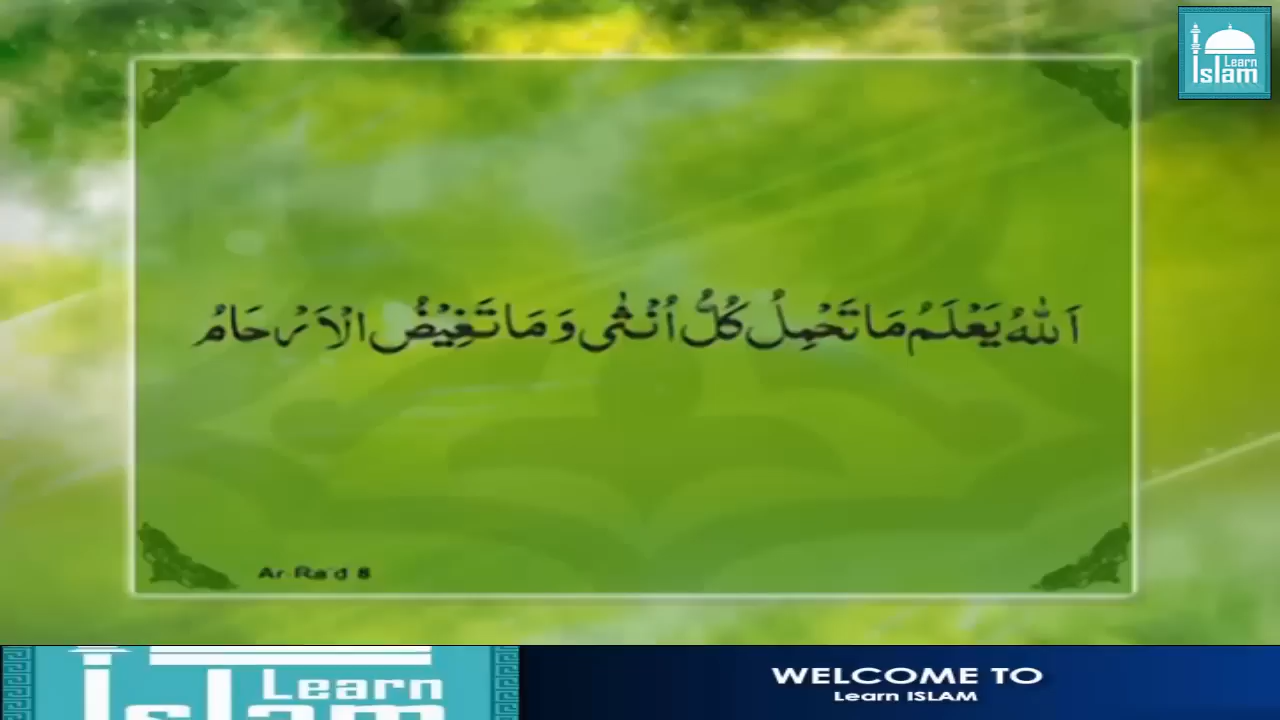 Learn
Islam
اَللّٰهُ يَعْلَمُ مَا تَحْمِلُ كُلُّ اُنْثٰى وَ مَا تَغِيْضُ الْاَرْحَامُ
Ar-Ra'd 8
Learn
Islam
WELCOME TO
Learn ISLAM